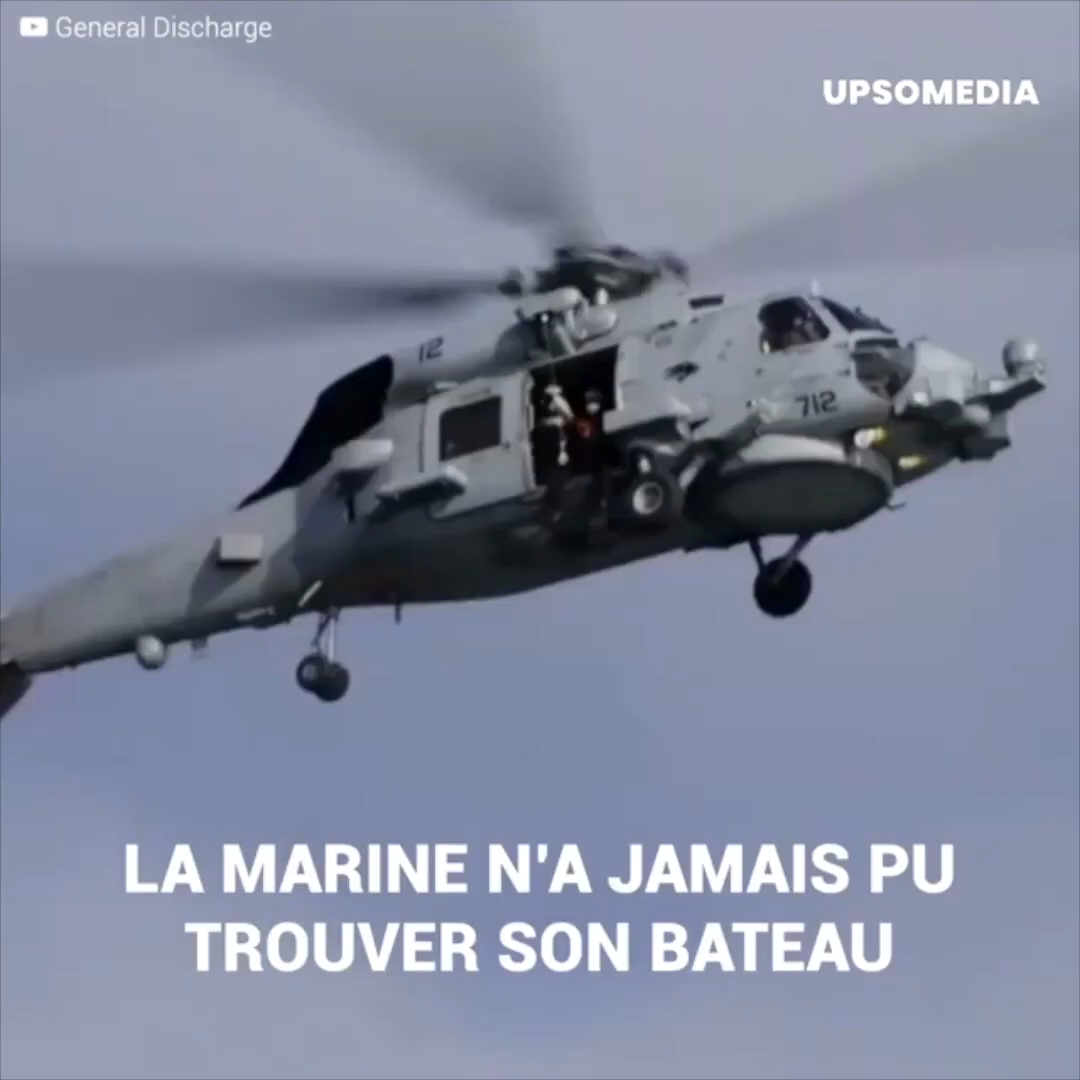 General Discharge
UPSOMEDIA
12
712
LA MARINE N'A JAMAIS PU
TROUVER SON BATEAU